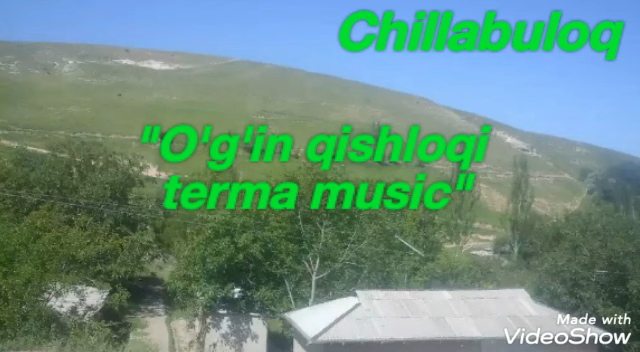 Chillabuloq
"O'g'in qishloqi
terma music"
Made with
VideoShow